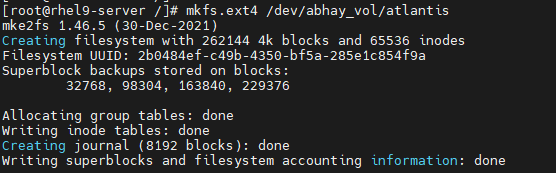 [root@rhel9-server /]# mkfs.ext4 /dev/abhay_vol/atlantis
mke2fs 1.46.5 (30-Dec-2021)
Creating filesystem with 262144 4k blocks and 65536 inodes
Filesystem UUID: 2b0484ef-c49b-4350-bf5a-285e1c854f9a
Superblock backups stored on blocks:
        32768, 98304, 163840, 229376

Allocating group tables: done
Writing inode tables: done
Creating journal (8192 blocks): done
Writing superblocks and filesystem accounting information: done